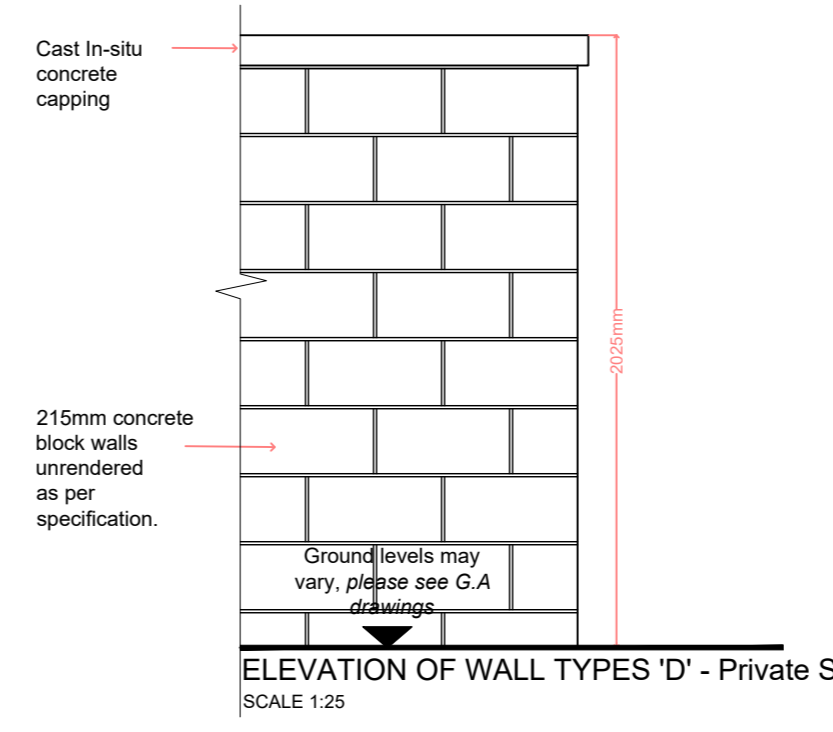 Cast In-situ
concrete
capping
2025mm
215mm concrete
block walls
unrendered
as per
specification.
Ground levels may
vary, please see G.A
drawings
ELEVATION OF WALL TYPES 'D' - Private S
SCALE 1:25